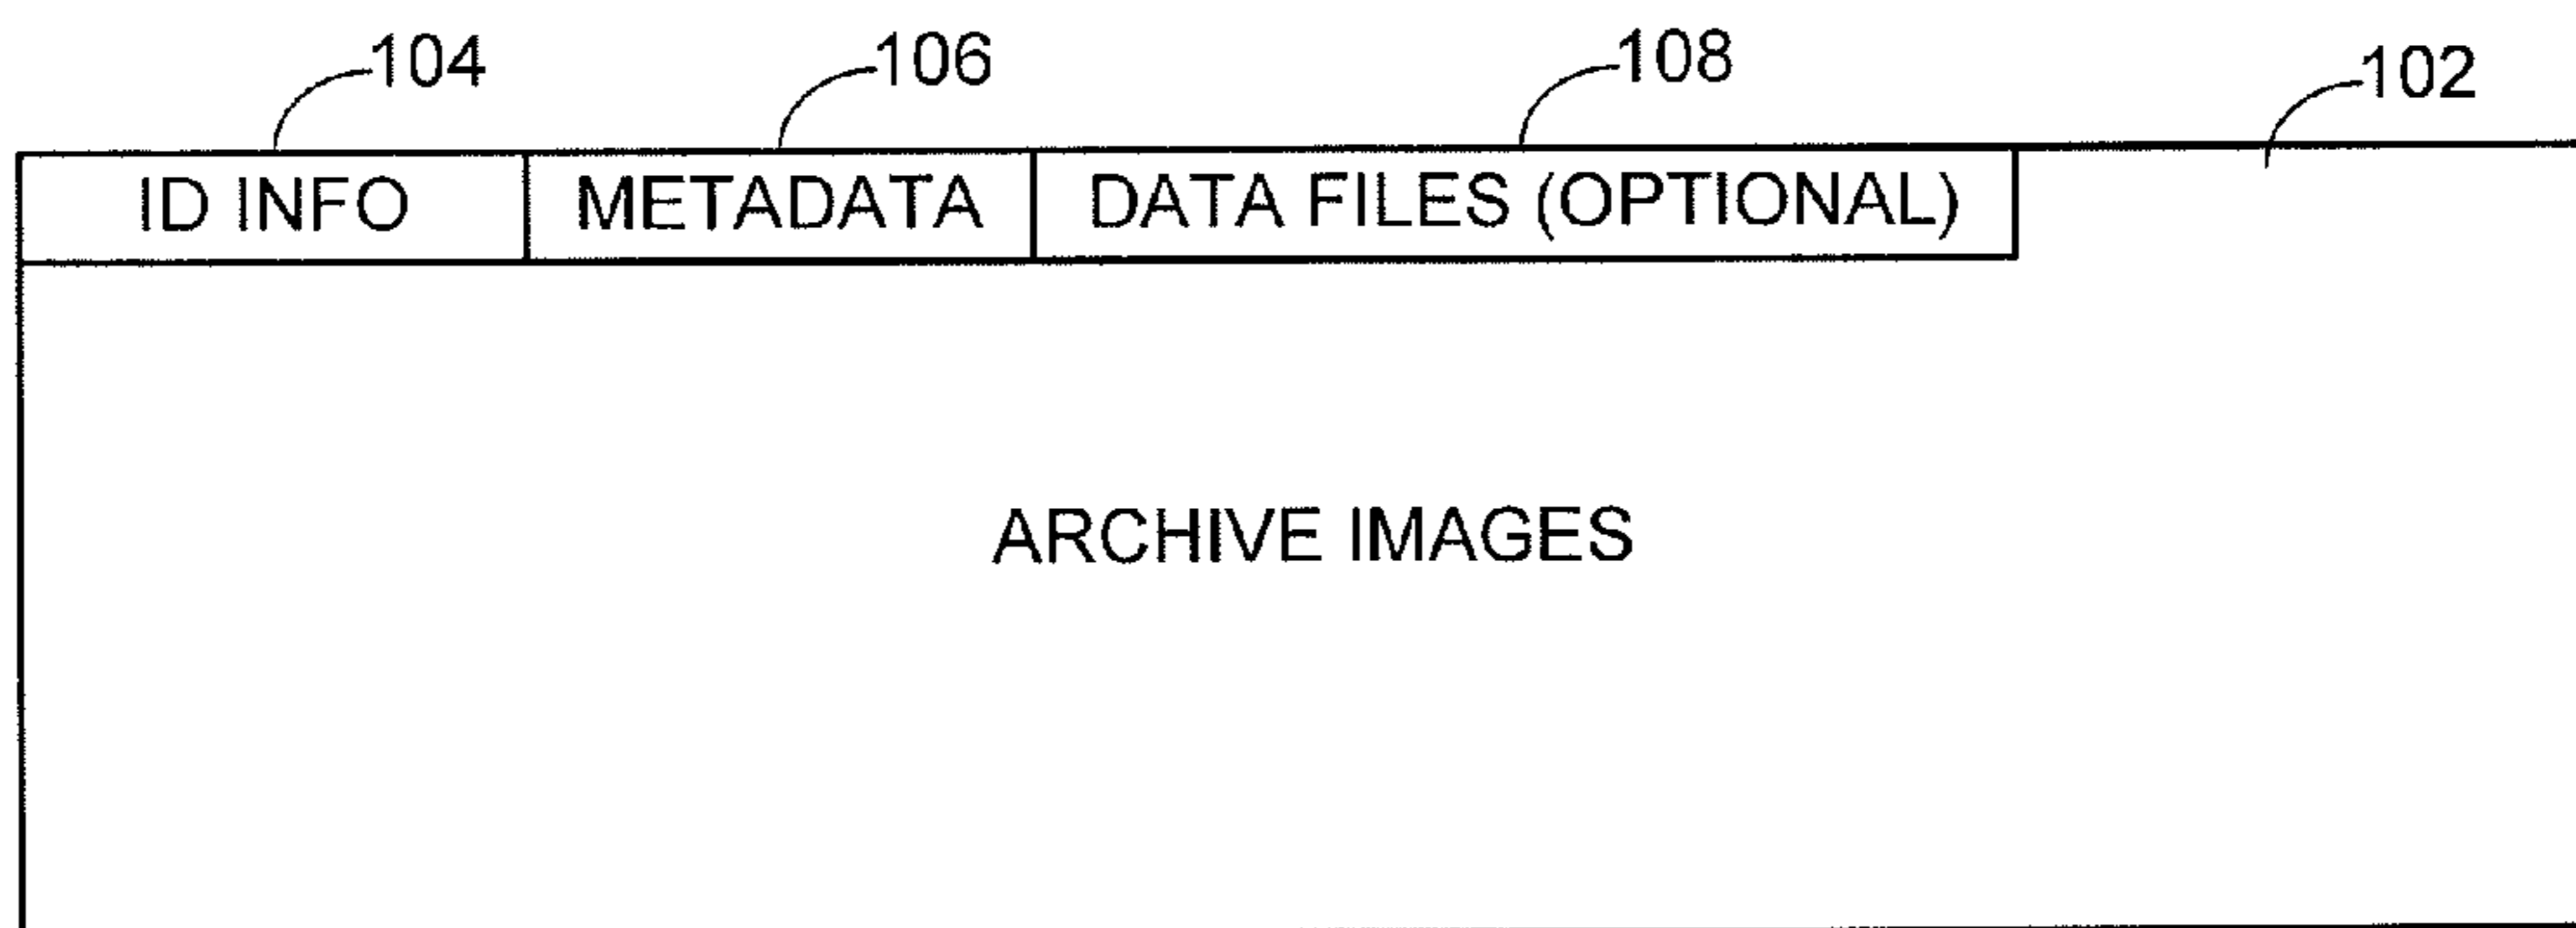 104 106 108 102
ID INFO METADATA DATA FILES (OPTIONAL)
ARCHIVE IMAGES